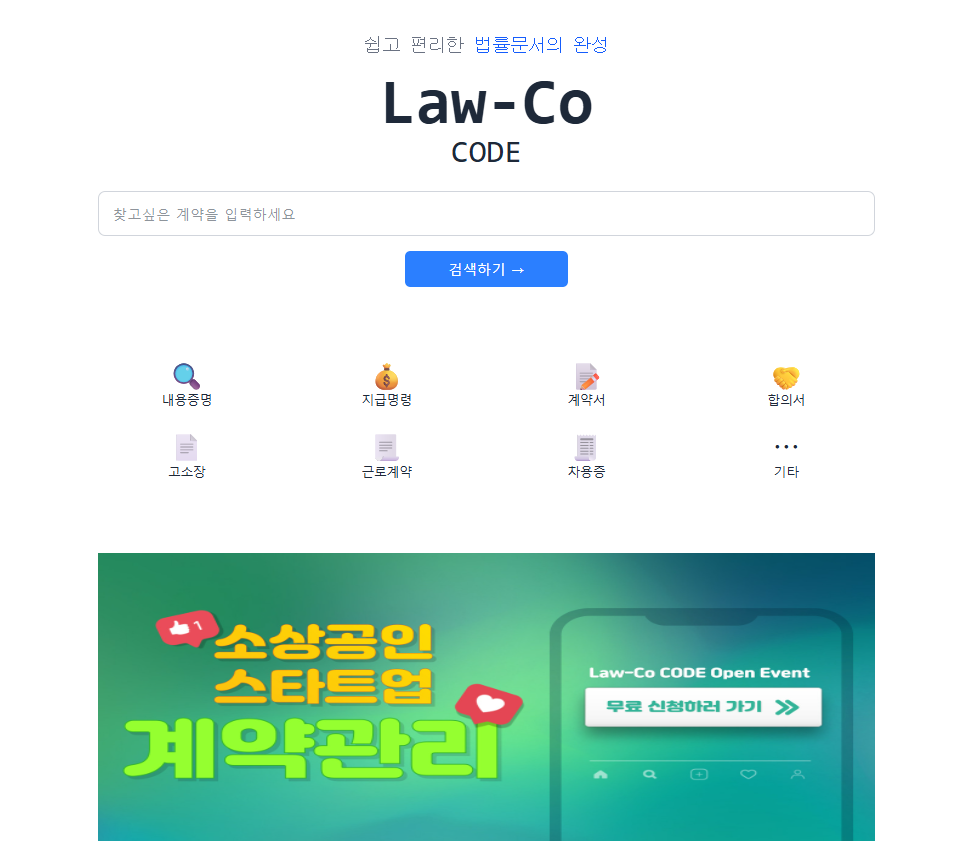 쉽고 편리한 법률문서의 완성
Law-Co
CODE
찾고싶은 계약을 입력하세요
검색하기 →
내용증명 지급명령 계약서 합의서
고소장 근로계약 차용증 기타
1
소상공인
스타트업
계약관리
Law-Co CODE Open Event
무료 신청하러 가기